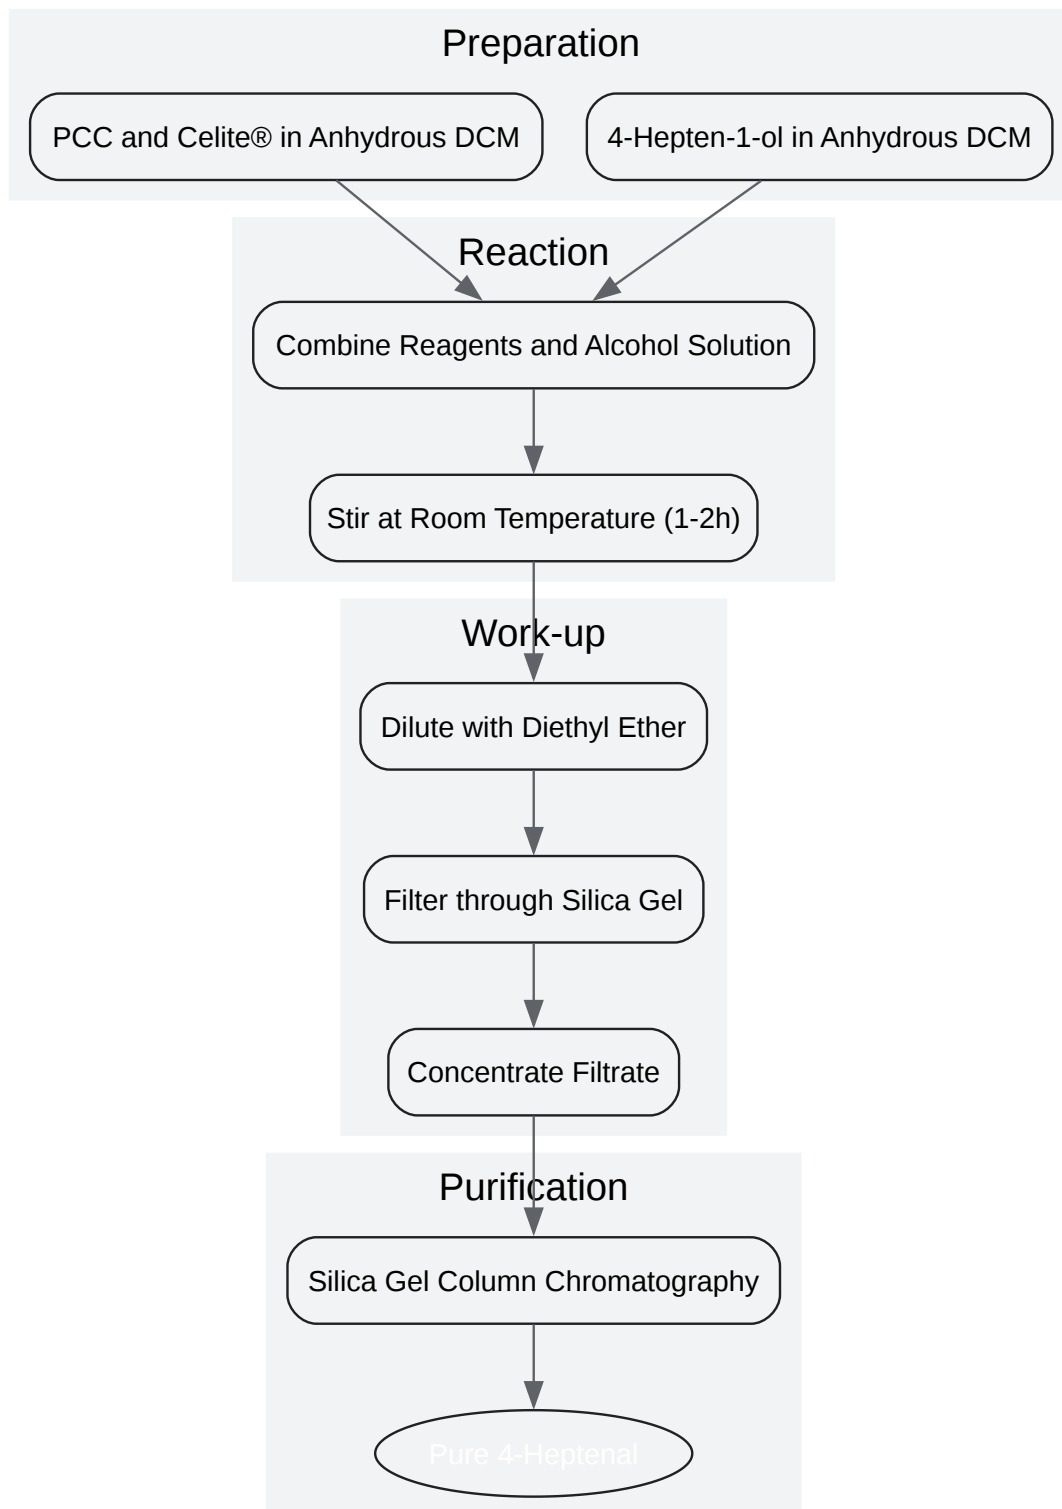 Preparation
PCC and Celite® in Anhydrous DCM
4-Hepten-1-ol in Anhydrous DCM
Reaction
Combine Reagents and Alcohol Solution
Stir at Room Temperature (1-2h)
Work-up
Dilute with Diethyl Ether
Filter through Silica Gel
Concentrate Filtrate
Purification
Silica Gel Column Chromatography
Pure 4-Heptenal